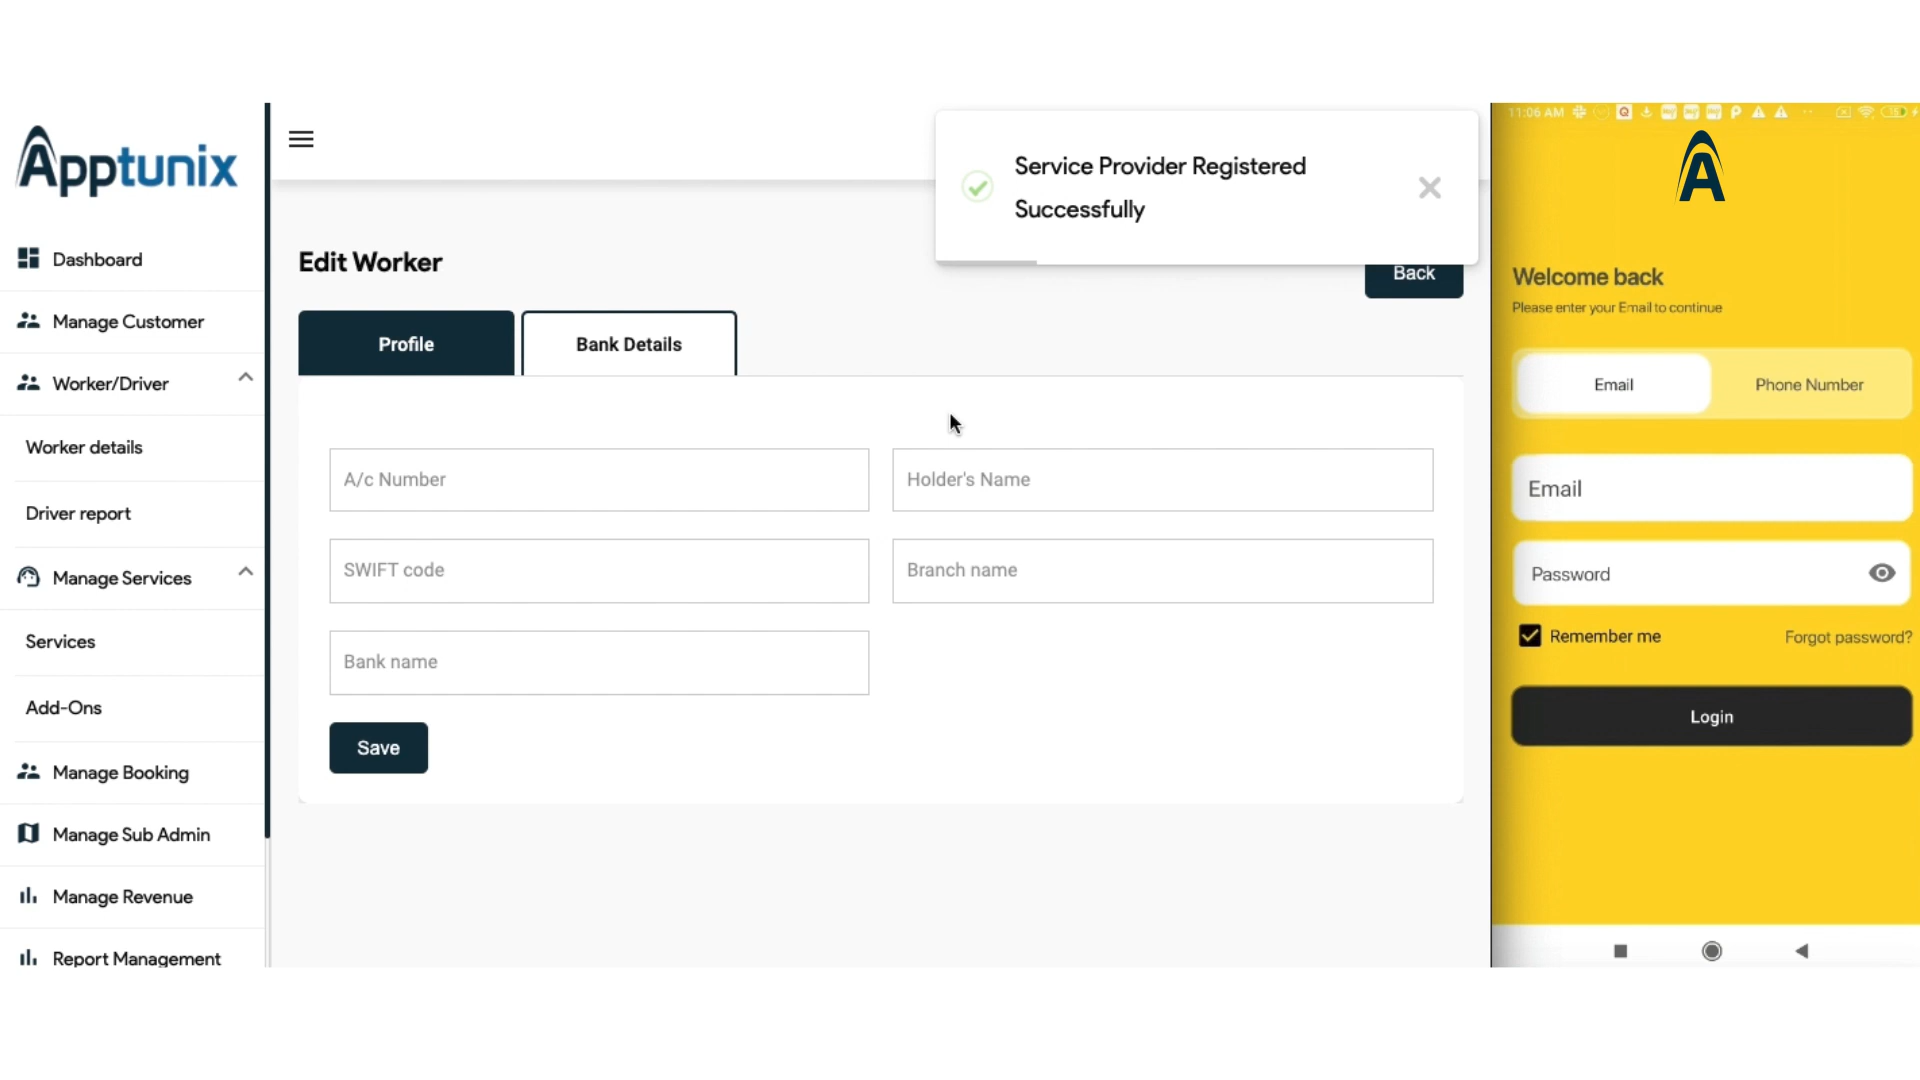 Apptunix
Dashboard
Manage Customer
Worker/Driver
Worker details
Driver report
Manage Services
Services
Add-Ons
Manage Booking
Manage Sub Admin
Manage Revenue
Report Management
Service Provider Registered
Successfully
Edit Worker
Back
Profile
Bank Details
A/c Number
Holder's Name
SWIFT code
Branch name
Bank name
Save
11:06 AM
Welcome back
Please enter your Email to continue
Email
Phone Number
Email
Password
Remember me
Forgot password?
Login